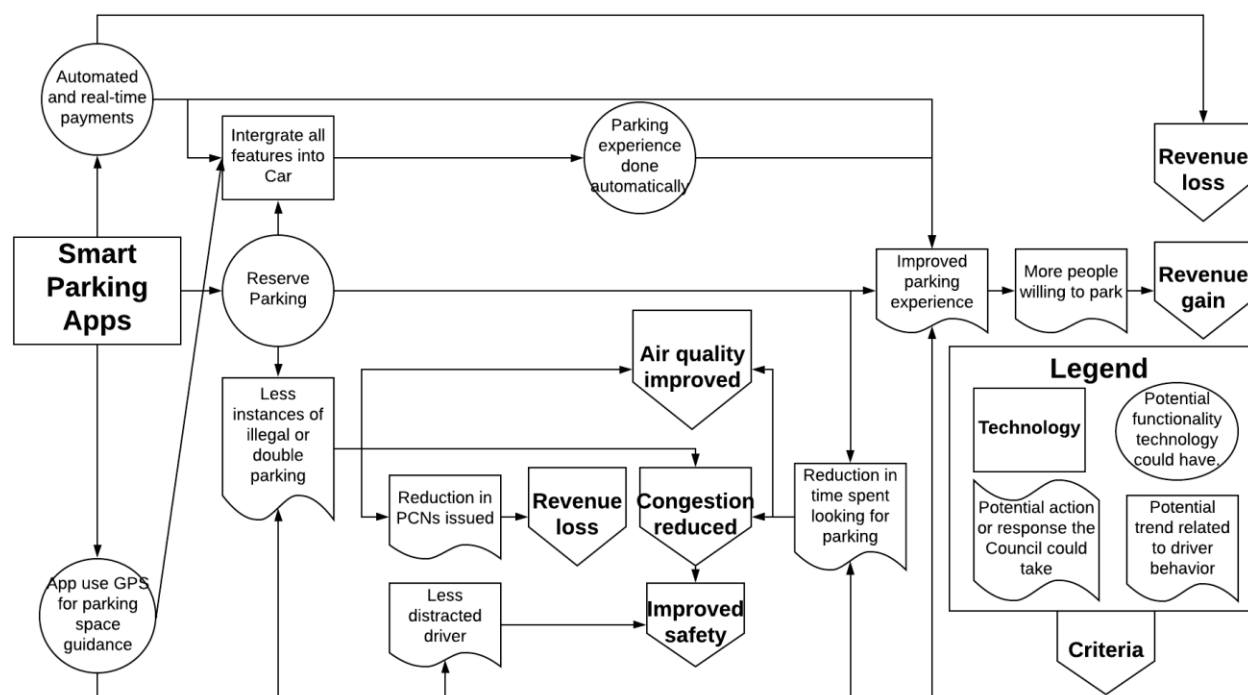 Automated
and real-time
payments
Intergrate all
features into
Car
Parking
experience
done
automatically
Revenue
loss
Smart
Parking
Apps
Reserve
Parking
Improved
parking
experience
More people
willing to park
Revenue
gain
Air quality
improved
Less
instances of
illegal or
double
parking
Reduction in
PCNs issued
Revenue
loss
Congestion
reduced
Reduction in
time spent
looking for
parking
App use GPS
for parking
space
guidance
Less
distracted
driver
Improved
safety
Legend
Technology
Potential
functionality
technology
could have.
Potential action
or response the
Council could
take
Potential
trend related
to driver
behavior
Criteria